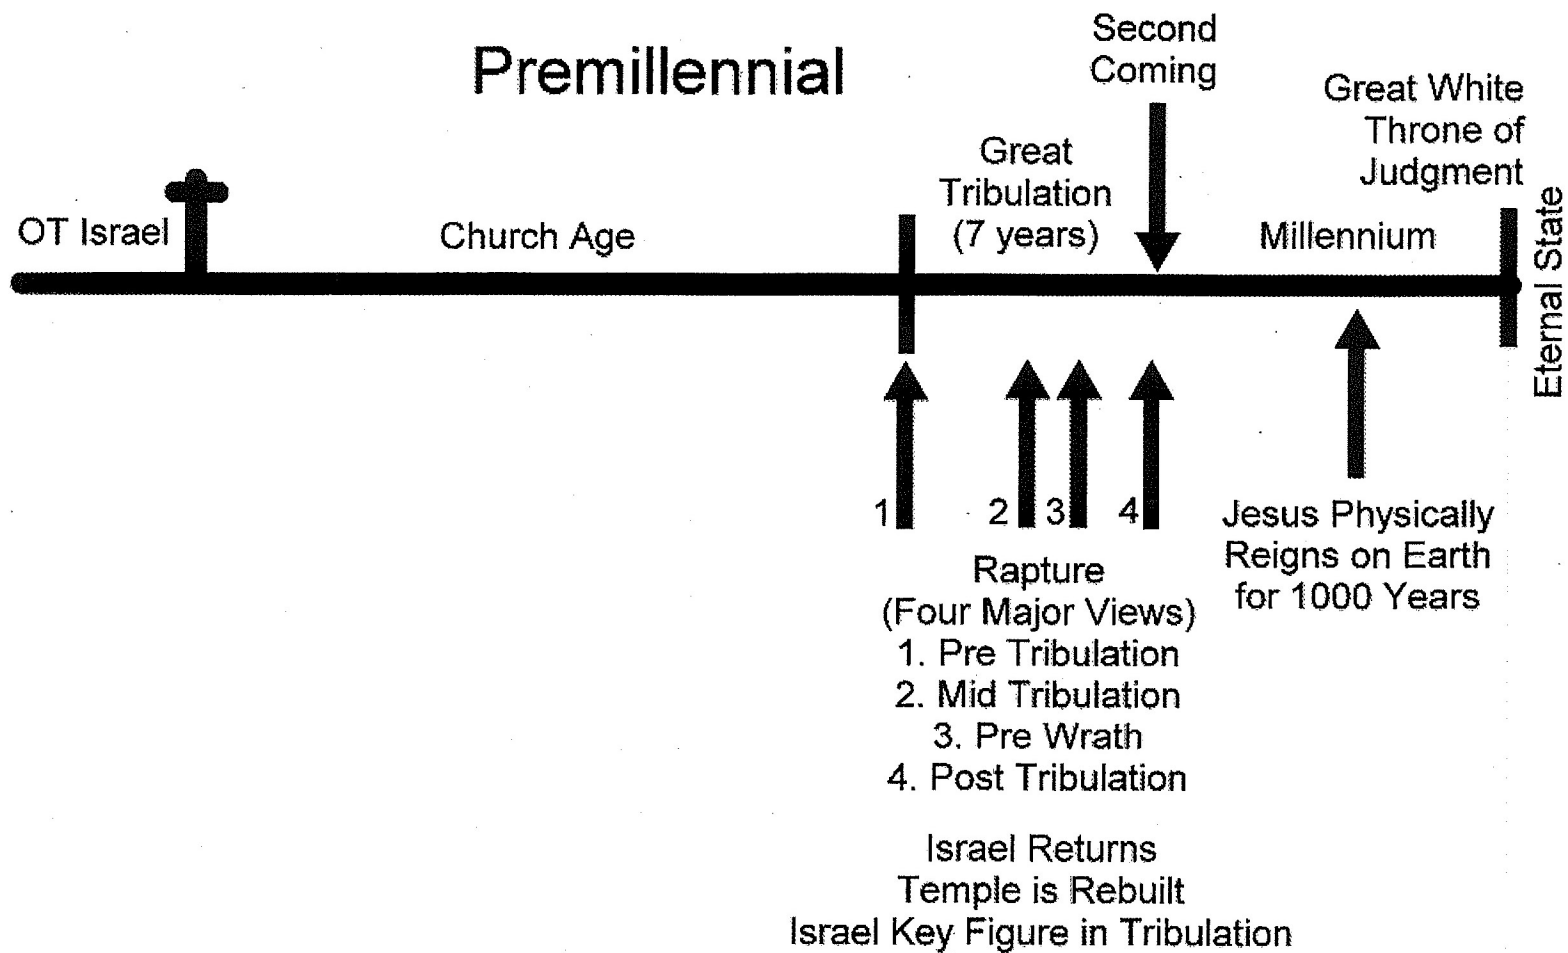 Premillennial
Second
Coming
Great White
Throne of
Judgment
Great
Tribulation
(7 years)
OT Israel
Church Age
Millennium
Eternal State
1
2
3
4
Jesus Physically
Reigns on Earth
for 1000 Years
Rapture
(Four Major Views)
1. Pre Tribulation
2. Mid Tribulation
3. Pre Wrath
4. Post Tribulation
Israel Returns
Temple is Rebuilt
Israel Key Figure in Tribulation